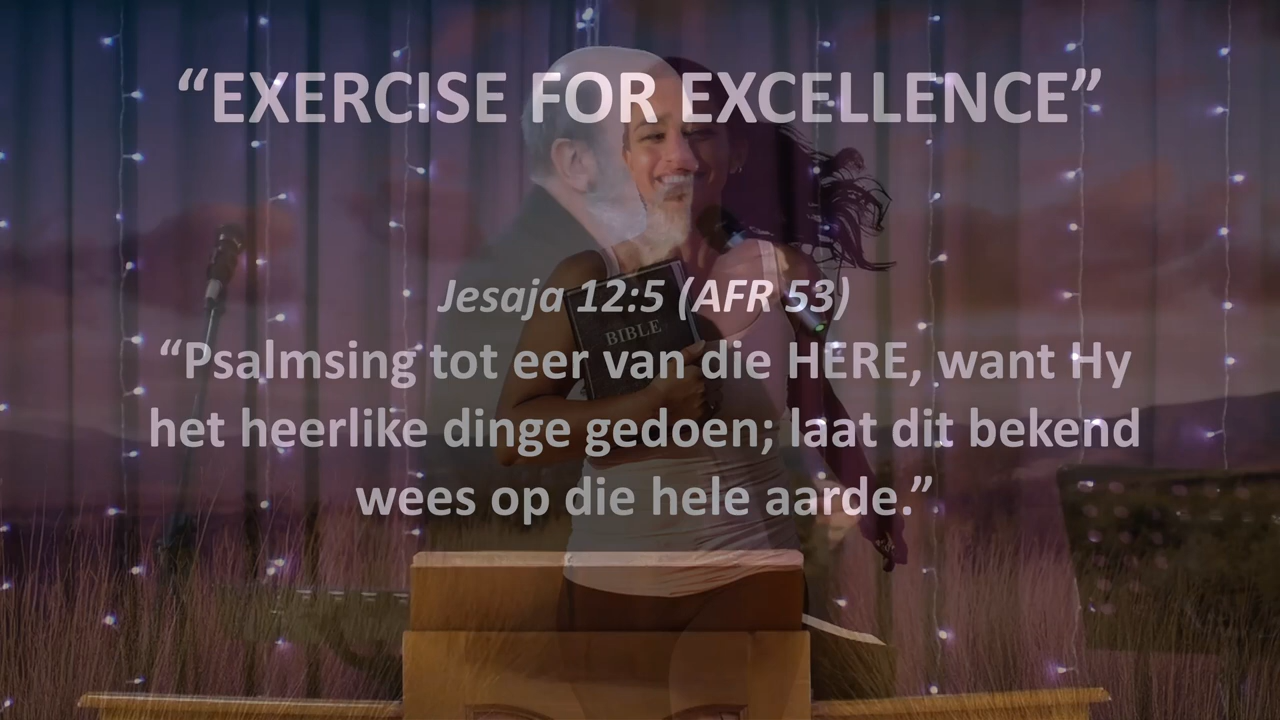 “EXERCISE FOR EXCELLENCE”
Jesaja 12:5 (AFR 53)
BIBLE
“Psalmsing tot eer van die HERE, want Hy
het heerlike dinge gedoen; laat dit bekend
wees op die hele aarde.”